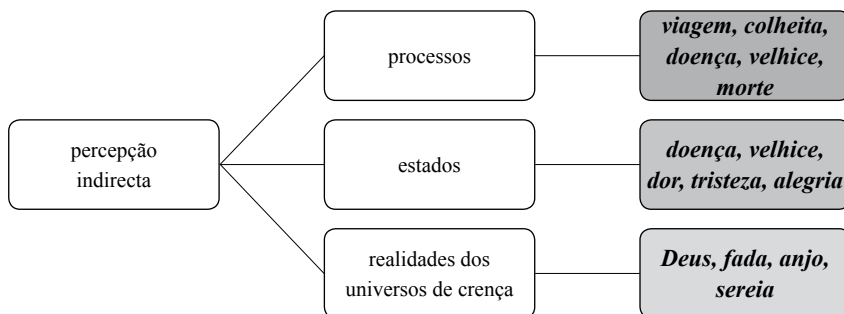 percepção
indirecta
processos
viagem, colheita,
doença, velhice,
morte
estados
doença, velhice,
dor, tristeza, alegria
realidades dos
universos de crença
Deus, fada, anjo,
sereia